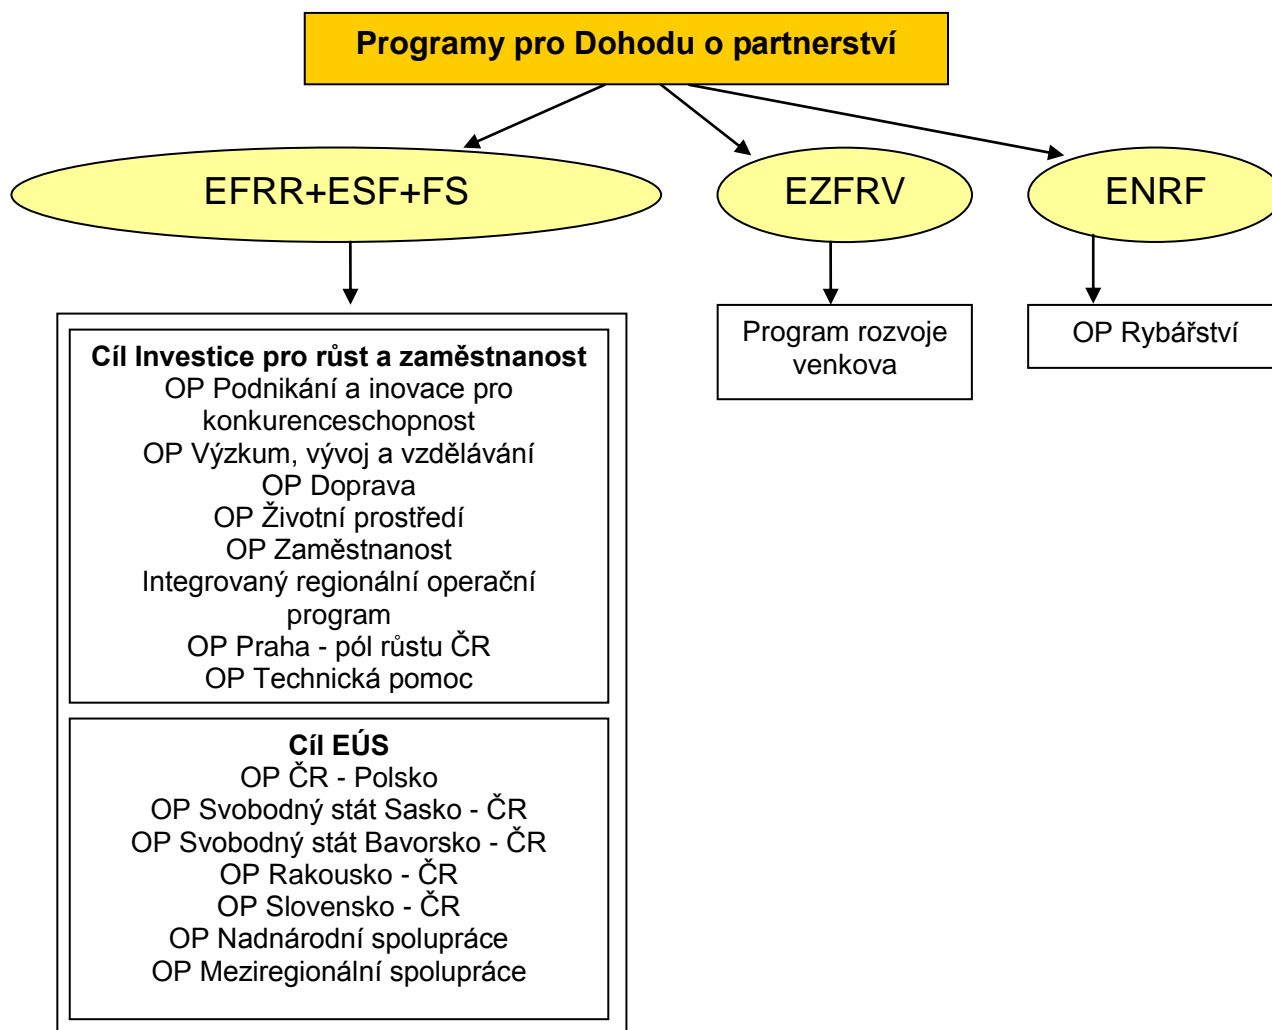 Programy pro Dohodu o partnerství
EFRR+ESF+FS
EZFRV
ENRF
Cíl Investice pro růst a zaměstnanost
OP Podnikání a inovace pro
konkurenceschopnost
OP Výzkum, vývoj a vzdělávání
OP Doprava
OP Životní prostředí
OP Zaměstnanost
Integrovaný regionální operační
program
OP Praha - pól růstu ČR
OP Technická pomoc
Cíl EÚS
OP ČR - Polsko
OP Svobodný stát Sasko - ČR
OP Svobodný stát Bavorsko - ČR
OP Rakousko - ČR
OP Slovensko - ČR
OP Nadnárodní spolupráce
OP Meziregionální spolupráce
Program rozvoje
venkova
OP Rybářství